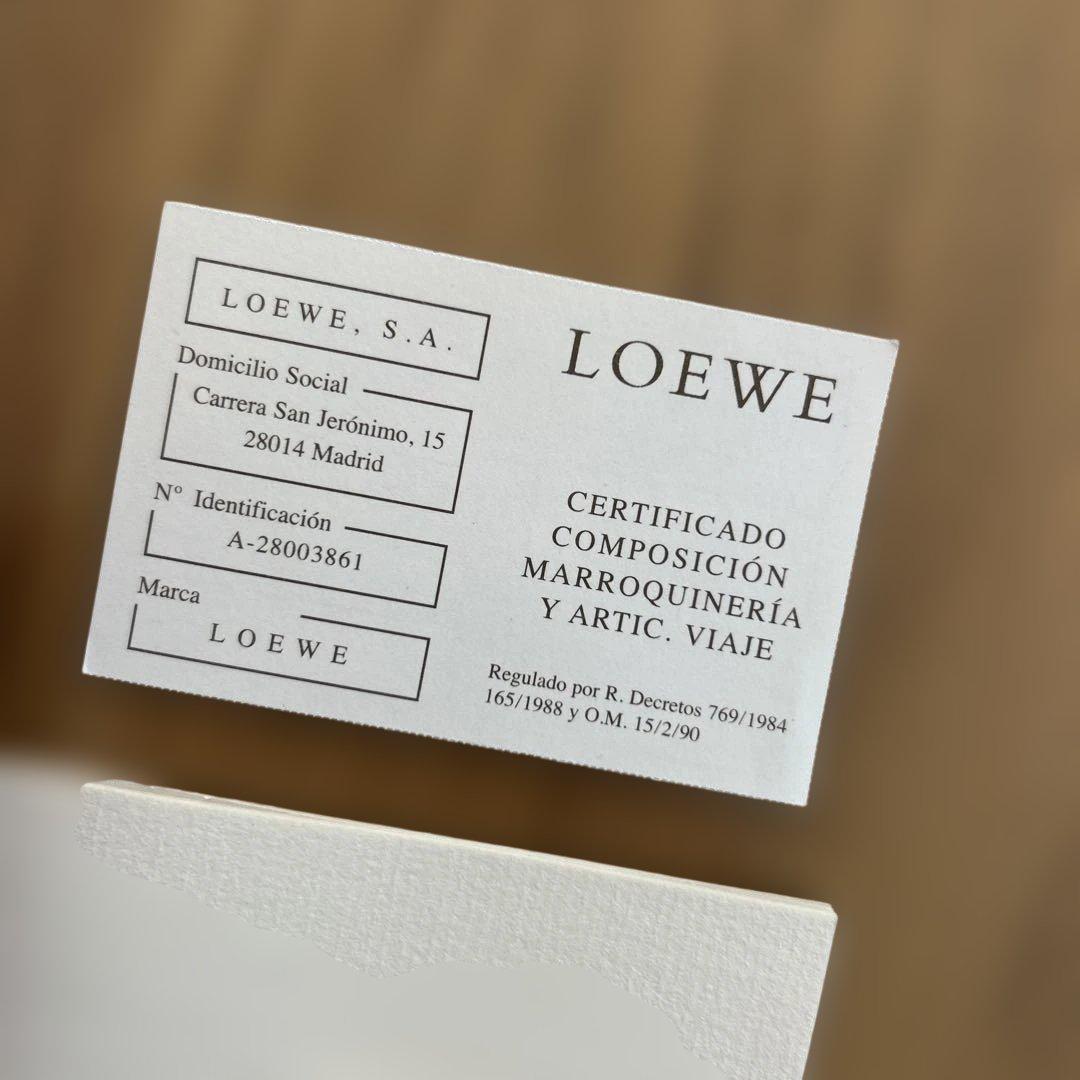 LOEWE, S.A.
Domicilio Social
Carrera San Jerónimo, 15
28014 Madrid
Nº Identificación
A-28003861
Marca
LOEWE
LOEWE
CERTIFICADO
COMPOSICIÓN
MARROQUINERÍA
Y ARTIC. VIAJE
Regulado por R. Decretos 769/1984
165/1988 y O.M. 15/2/90